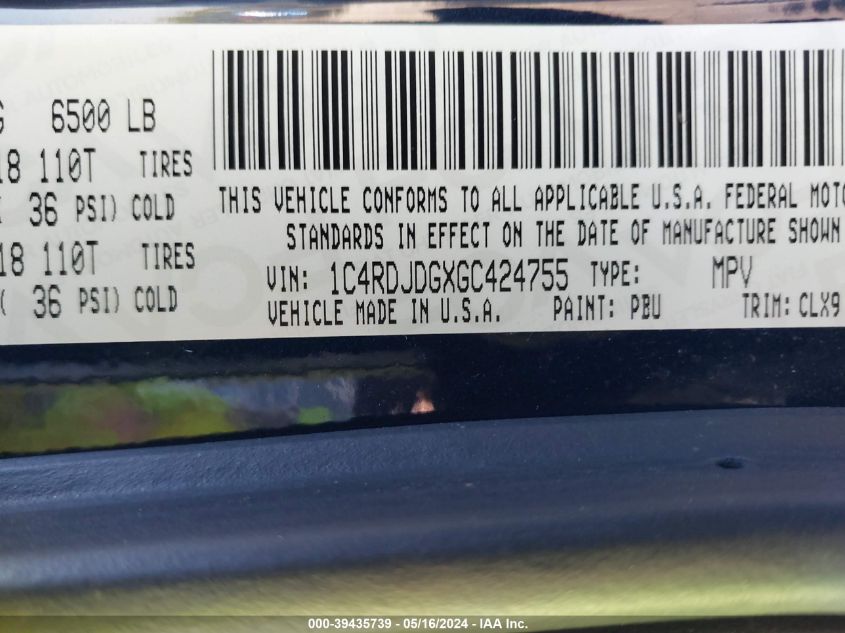 6500 LB
18 110T TIRES
36 PSI) COLD
18 110T TIRES
( 36 PSI) COLD
THIS VEHICLE CONFORMS TO ALL APPLICABLE U.S.A. FEDERAL MOTO
STANDARDS IN EFFECT ON THE DATE OF MANUFACTURE SHOWN
VIN: 1C4RDJDGXGC424755 TYPE: MPV
VEHICLE MADE IN U.S.A. PAINT: PBU TRIM: CLX9
000-39435739 - 05/16/2024 - IAA Inc.